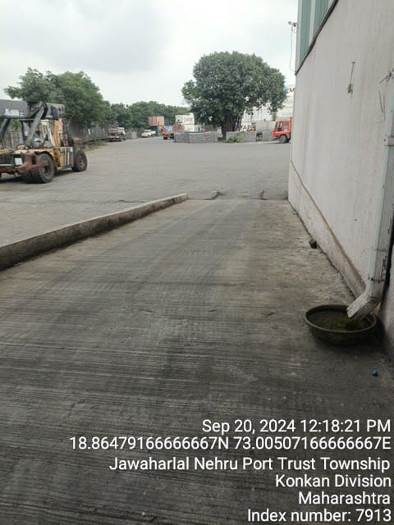 Sep 20, 2024 12:18:21 PM
18.86479166666667N 73.00507166666667E
Jawaharlal Nehru Port Trust Township
Konkan Division
Maharashtra
Index number: 7913